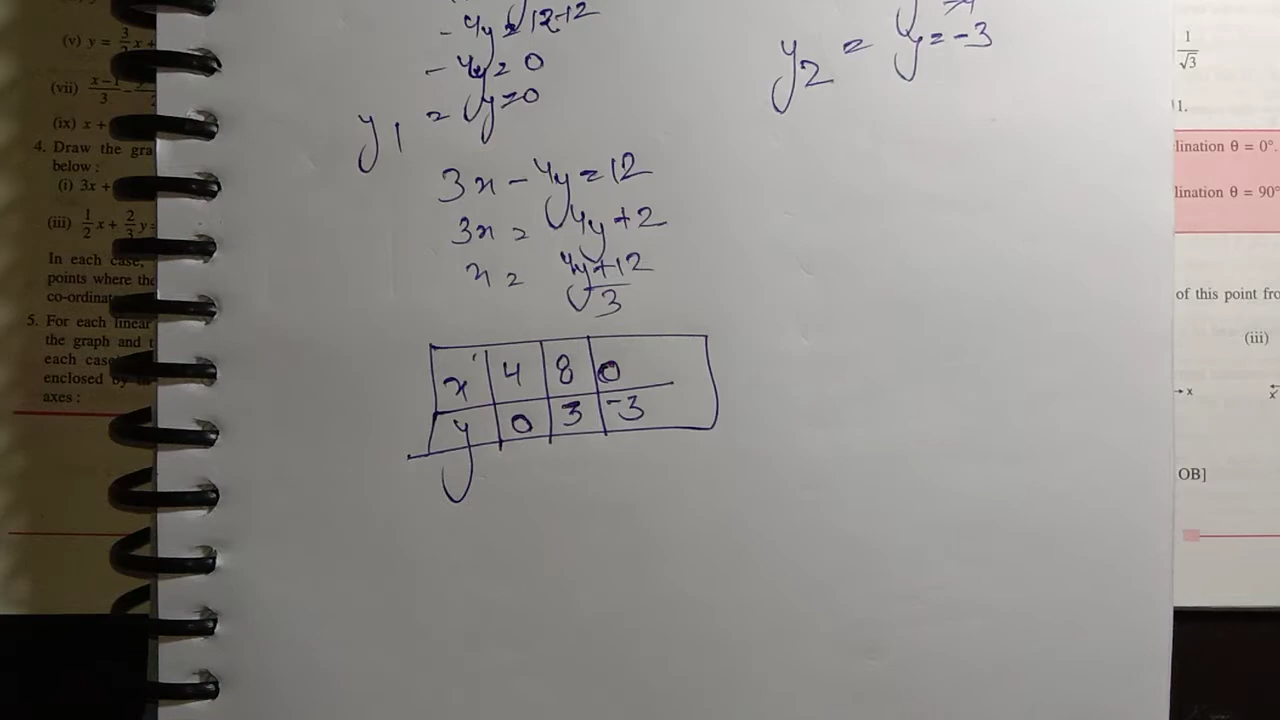 (v) y = 3
(vii) x-1/3 -
(ix) x +
4. Draw the gra
below :
(i) 3x +
(iii) 1/2 x + 2/3 y =
In each case,
points where the
co-ordinat
5. For each linear
the graph and t
each case
enclosed by
axes :
- 4y = 12-12
- 4y = 0
y1 = y=0
y2 = y=-3
3x - 4y = 12
3x = 4y + 2
x = 4y+12/3
x 4 8 0
y 0 3 -3
1/√3
1.
lination θ = 0°.
lination θ = 90°
of this point fro
(iii)
x
x'
OB]